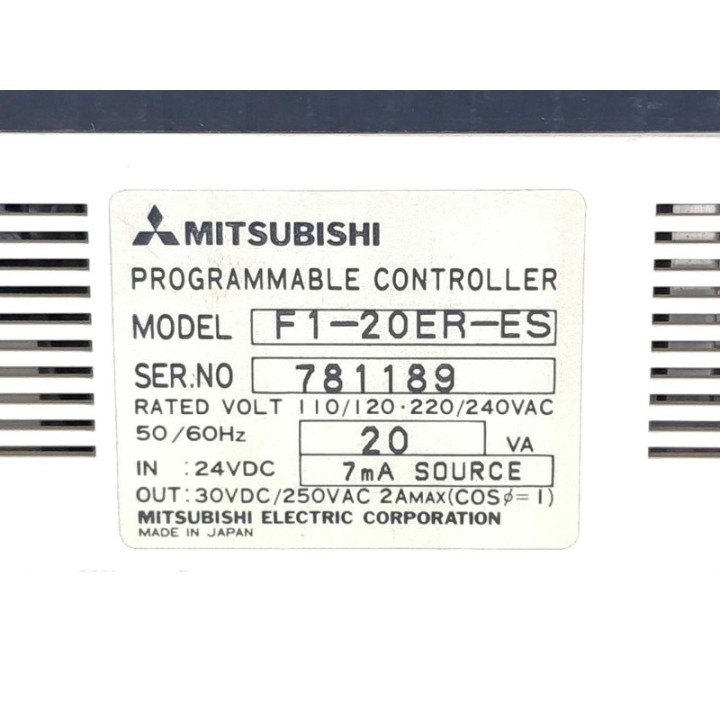 MITSUBISHI
PROGRAMMABLE CONTROLLER
MODEL F1-20ER-ES
SER.NO 781189
RATED VOLT 110/120·220/240VAC
50/60Hz 20 VA
IN :24VDC 7mA SOURCE
OUT:30VDC/250VAC 2AMAX(COSφ=1)
MITSUBISHI ELECTRIC CORPORATION
MADE IN JAPAN